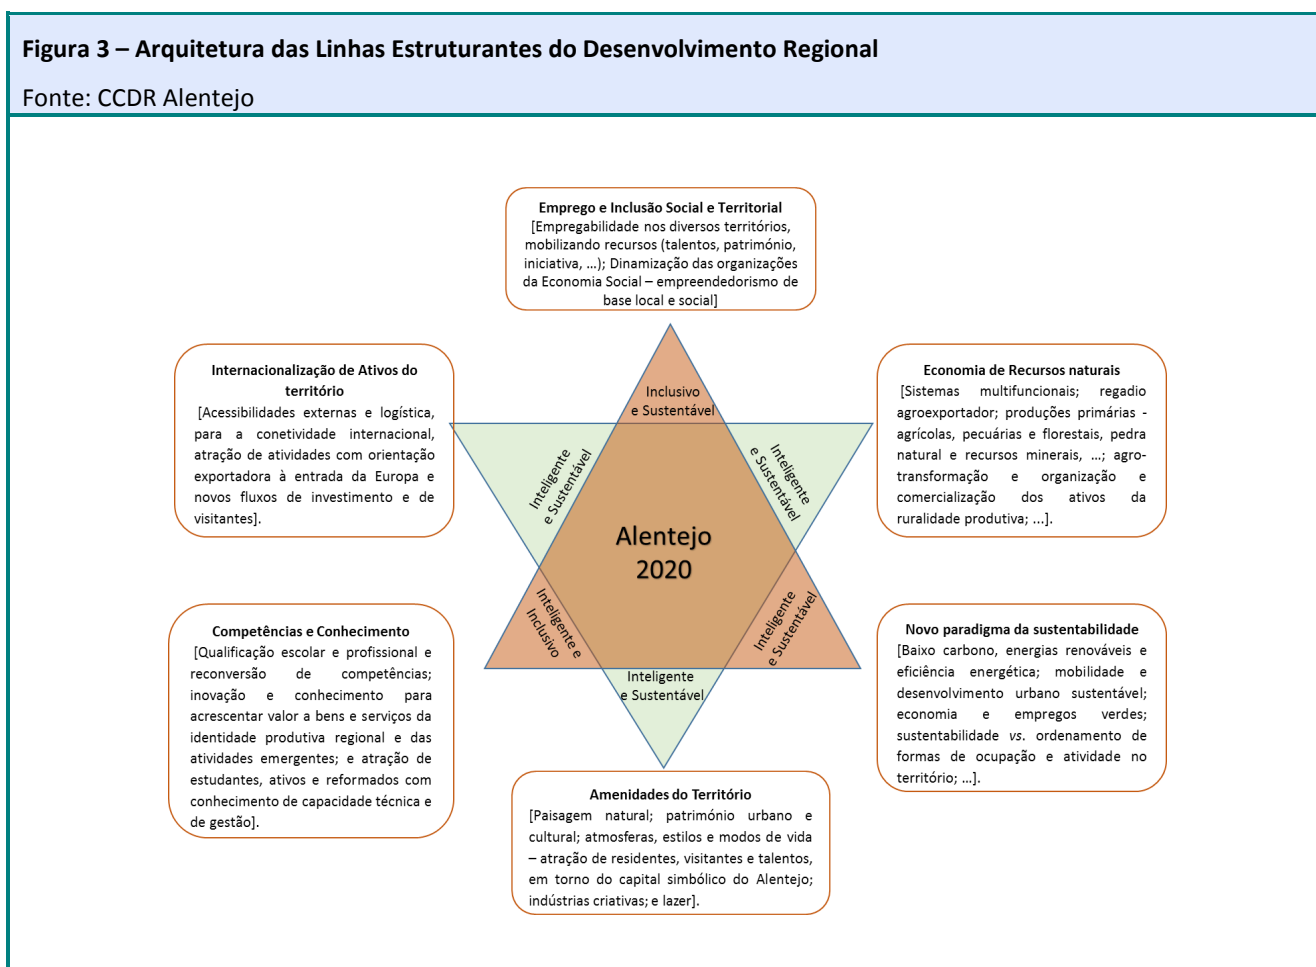 Figura 3 – Arquitetura das Linhas Estruturantes do Desenvolvimento Regional
Fonte: CCDR Alentejo
Emprego e Inclusão Social e Territorial
[Empregabilidade nos diversos territórios,
mobilizando recursos (talentos, património,
iniciativa, ...); Dinamização das organizações
da Economia Social – empreendedorismo de
base local e social]
Internacionalização de Ativos do
território
[Acessibilidades externas e logística,
para a conetividade internacional,
atração de atividades com orientação
exportadora à entrada da Europa e
novos fluxos de investimento e de
visitantes].
Economia de Recursos naturais
[Sistemas multifuncionais; regadio
agroexportador; produções primárias -
agrícolas, pecuárias e florestais, pedra
natural e recursos minerais, ...; agro-
transformação e organização e
comercialização dos ativos da
ruralidade produtiva; ...].
Inclusivo
e Sustentável
Inteligente
e Sustentável
Inteligente
e Sustentável
Alentejo
2020
Inteligente e
Inclusivo
Inteligente
e Sustentável
Inteligente
e Sustentável
Competências e Conhecimento
[Qualificação escolar e profissional e
reconversão de competências;
inovação e conhecimento para
acrescentar valor a bens e serviços da
identidade produtiva regional e das
atividades emergentes; e atração de
estudantes, ativos e reformados com
conhecimento de capacidade técnica e
de gestão].
Novo paradigma da sustentabilidade
[Baixo carbono, energias renováveis e
eficiência energética; mobilidade e
desenvolvimento urbano sustentável;
economia e empregos verdes;
sustentabilidade vs. ordenamento de
formas de ocupação e atividade no
território; ...].
Amenidades do Território
[Paisagem natural; património urbano e
cultural; atmosferas, estilos e modos de vida
– atração de residentes, visitantes e talentos,
em torno do capital simbólico do Alentejo;
indústrias criativas; e lazer].